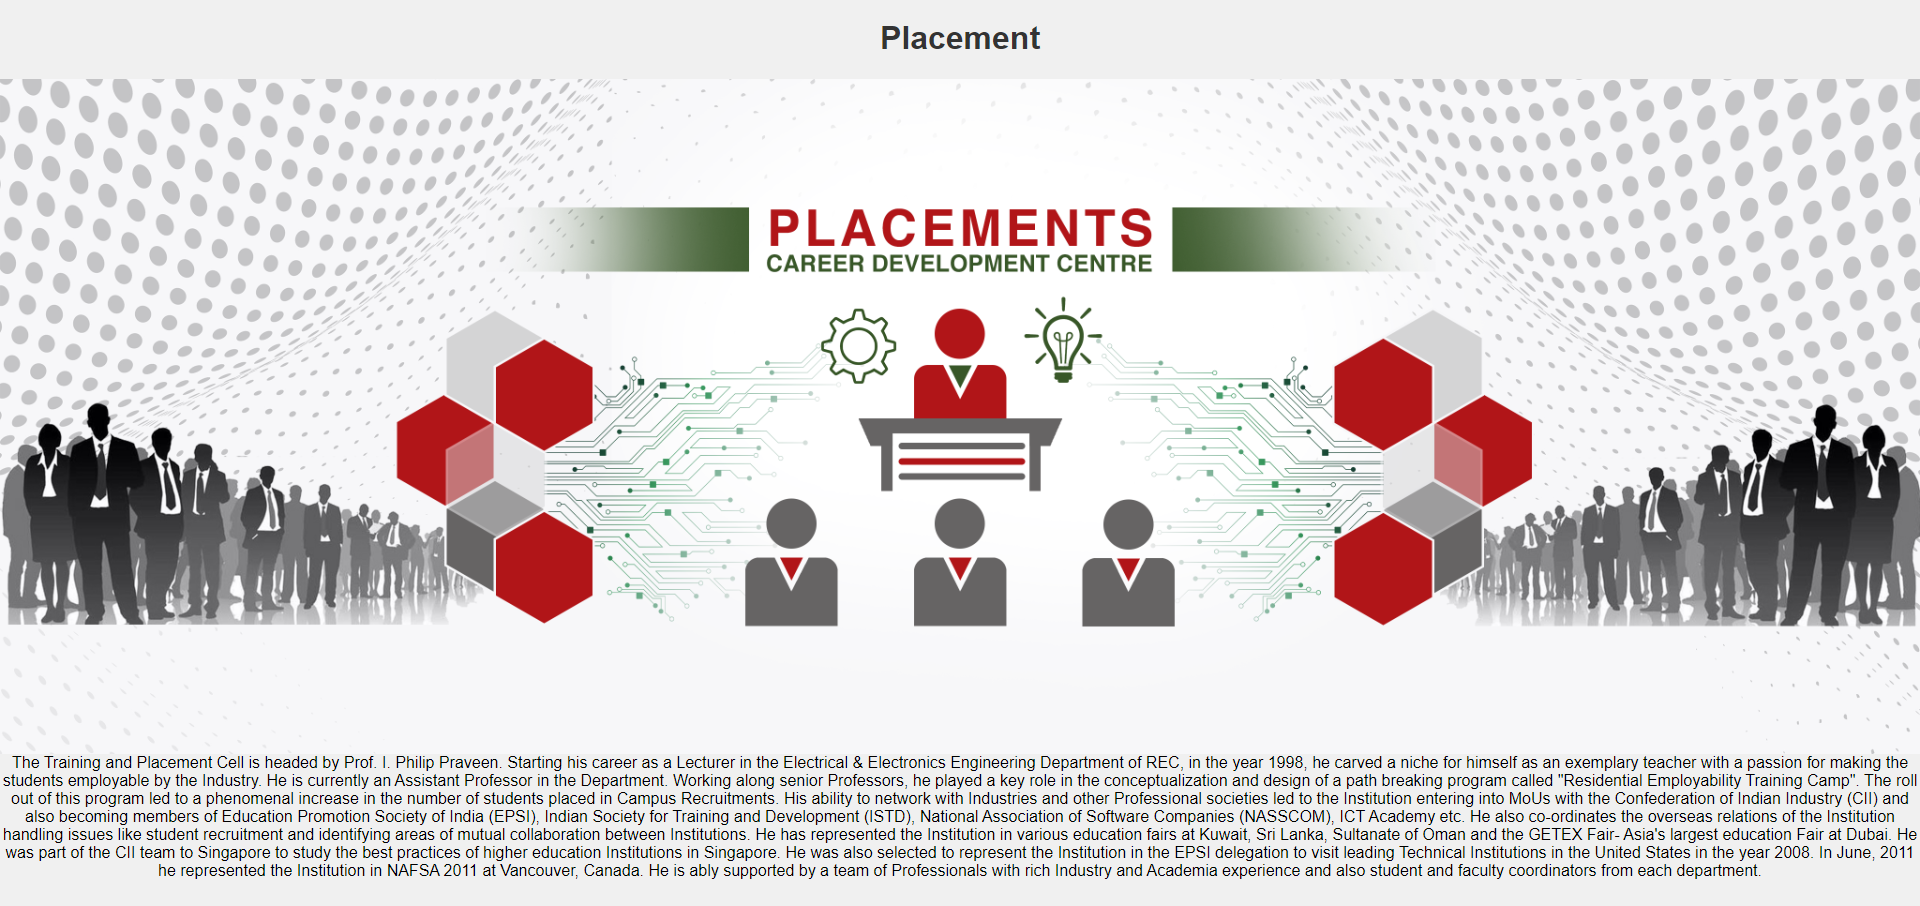 Placement
PLACEMENTS
CAREER DEVELOPMENT CENTRE
The Training and Placement Cell is headed by Prof. I. Philip Praveen. Starting his career as a Lecturer in the Electrical & Electronics Engineering Department of REC, in the year 1998, he carved a niche for himself as an exemplary teacher with a passion for making the
students employable by the Industry. He is currently an Assistant Professor in the Department. Working along senior Professors, he played a key role in the conceptualization and design of a path breaking program called "Residential Employability Training Camp". The roll
out of this program led to a phenomenal increase in the number of students placed in Campus Recruitments. His ability to network with Industries and other Professional societies led to the Institution entering into MoUs with the Confederation of Indian Industry (CII) and
also becoming members of Education Promotion Society of India (EPSI), Indian Society for Training and Development (ISTD), National Association of Software Companies (NASSCOM), ICT Academy etc. He also co-ordinates the overseas relations of the Institution
handling issues like student recruitment and identifying areas of mutual collaboration between Institutions. He has represented the Institution in various education fairs at Kuwait, Sri Lanka, Sultanate of Oman and the GETEX Fair- Asia's largest education Fair at Dubai. He
was part of the CII team to Singapore to study the best practices of higher education Institutions in Singapore. He was also selected to represent the Institution in the EPSI delegation to visit leading Technical Institutions in the United States in the year 2008. In June, 2011
he represented the Institution in NAFSA 2011 at Vancouver, Canada. He is ably supported by a team of Professionals with rich Industry and Academia experience and also student and faculty coordinators from each department.